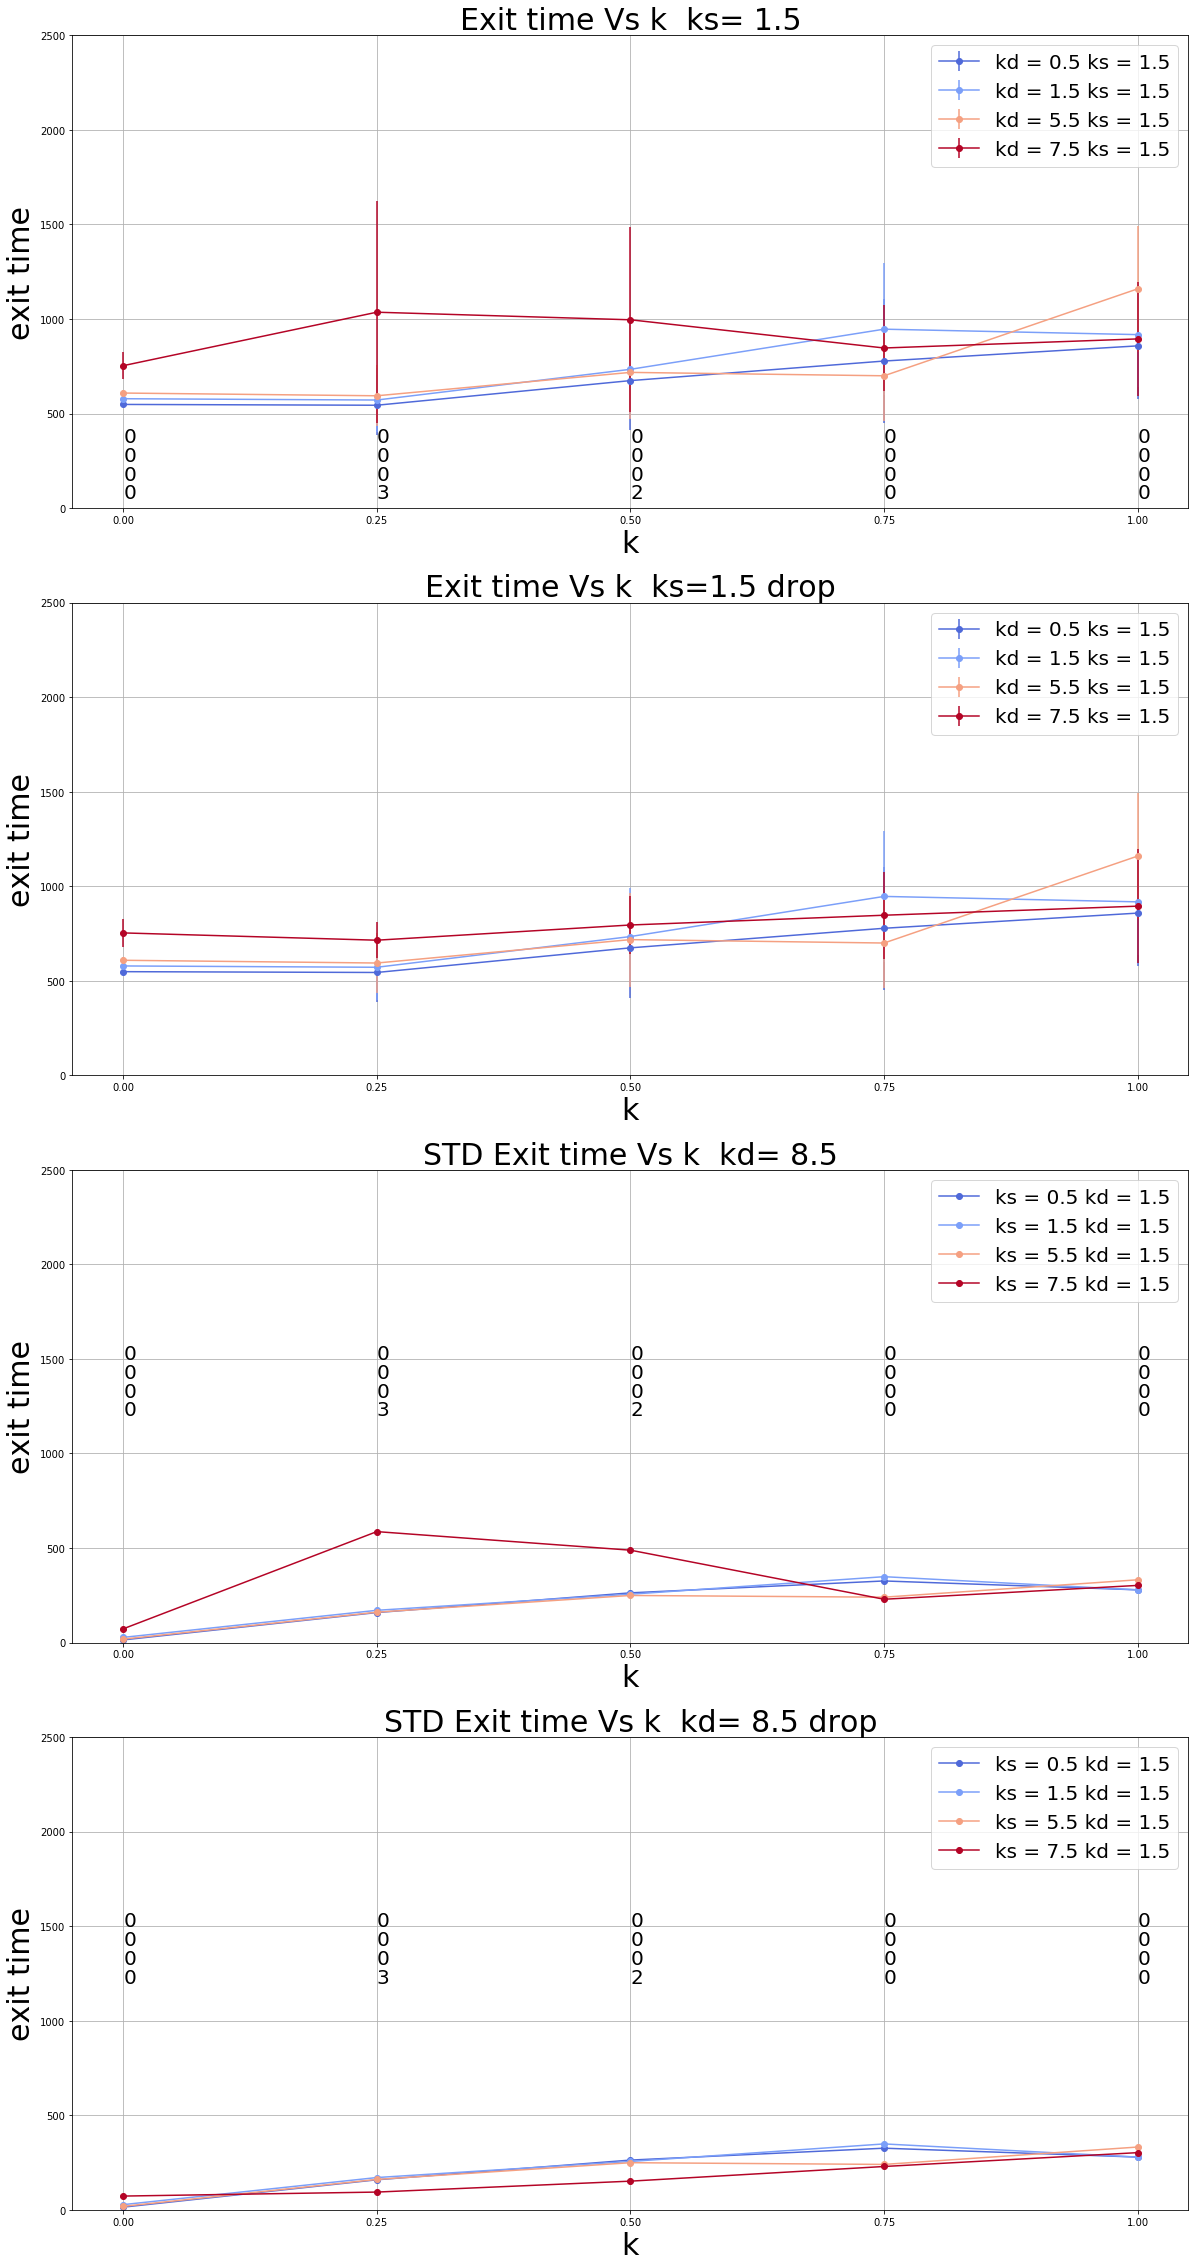 Exit time Vs k  ks= 1.5
2500
2000
1500
1000
500
0
exit time
kd = 0.5 ks = 1.5
kd = 1.5 ks = 1.5
kd = 5.5 ks = 1.5
kd = 7.5 ks = 1.5
0 0 0 0 0
0 0 0 0 0
0 0 0 0 0
0 3 2 0 0
0.00 0.25 0.50 0.75 1.00
k
Exit time Vs k  ks=1.5 drop
2500
2000
1500
1000
500
0
exit time
kd = 0.5 ks = 1.5
kd = 1.5 ks = 1.5
kd = 5.5 ks = 1.5
kd = 7.5 ks = 1.5
0.00 0.25 0.50 0.75 1.00
k
STD Exit time Vs k  kd= 8.5
2500
2000
1500
1000
500
0
exit time
ks = 0.5 kd = 1.5
ks = 1.5 kd = 1.5
ks = 5.5 kd = 1.5
ks = 7.5 kd = 1.5
0 0 0 0 0
0 0 0 0 0
0 0 0 0 0
0 3 2 0 0
0.00 0.25 0.50 0.75 1.00
k
STD Exit time Vs k  kd= 8.5 drop
2500
2000
1500
1000
500
0
exit time
ks = 0.5 kd = 1.5
ks = 1.5 kd = 1.5
ks = 5.5 kd = 1.5
ks = 7.5 kd = 1.5
0 0 0 0 0
0 0 0 0 0
0 0 0 0 0
0 3 2 0 0
0.00 0.25 0.50 0.75 1.00
k